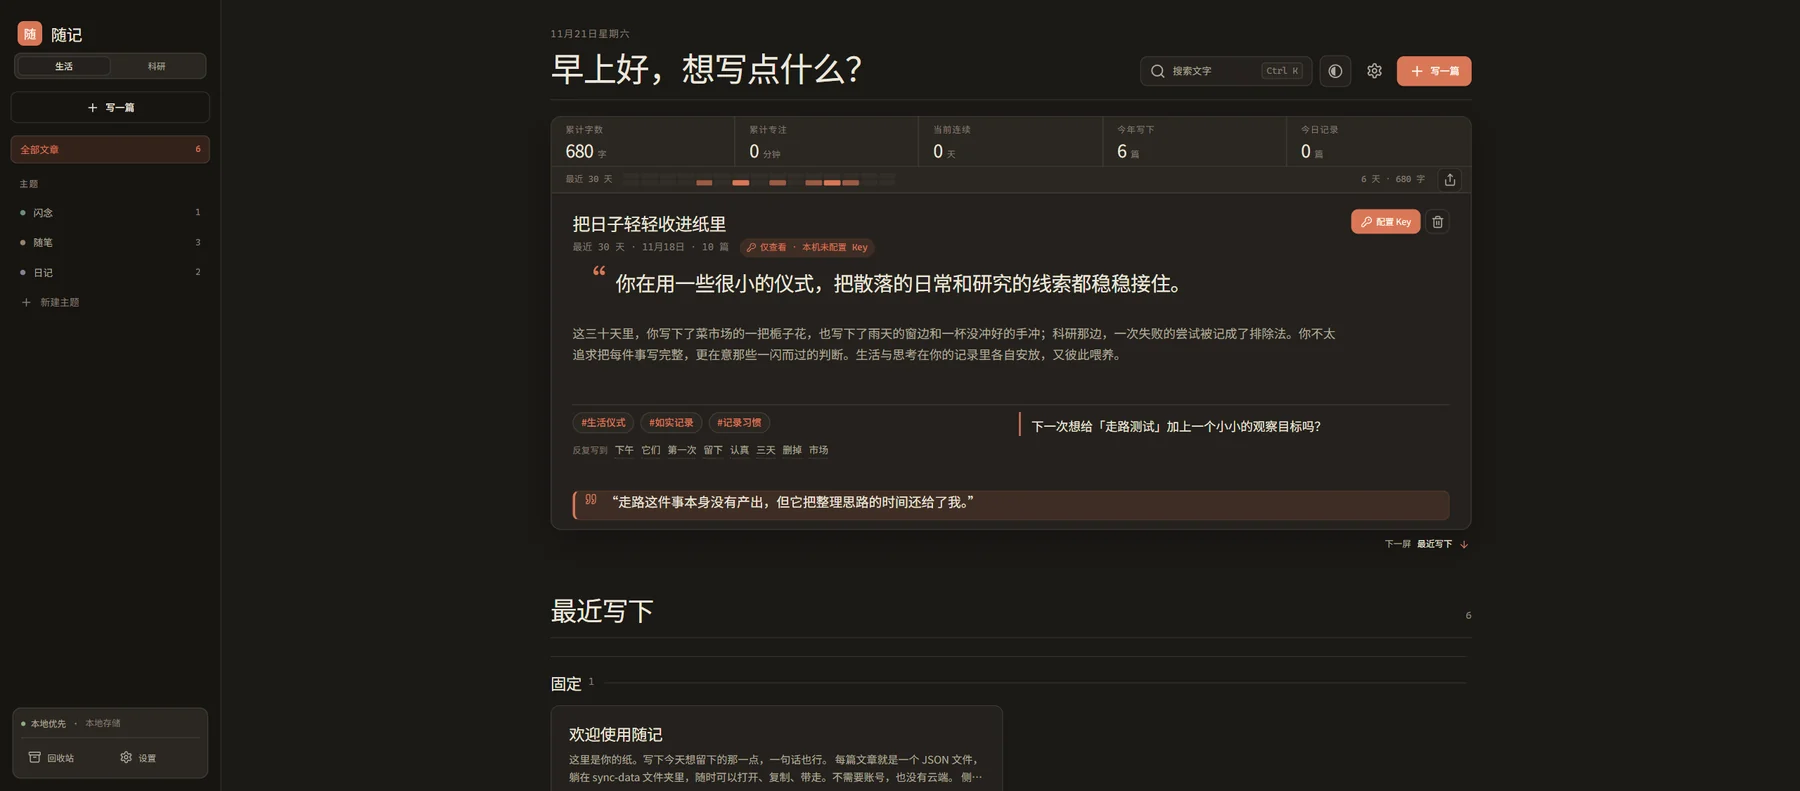 随 随记
生活 科研
写一篇
全部文章 6
主题
闪念 1
随笔 3
日记 2
新建主题
本地优先 · 本地存储
回收站 设置
11月21日星期六
早上好，想写点什么？
搜索文字 Ctrl K
写一篇
累计字数 累计专注 当前连续 今年写下 今日记录
680 字 0 分钟 0 天 6 篇 0 篇
最近 30 天 6 天 · 680 字
把日子轻轻收进纸里
配置 Key
最近 30 天 · 11月18日 · 10 篇 仅查看 · 本机未配置 Key
“ 你在用一些很小的仪式，把散落的日常和研究的线索都稳稳接住。
这三十天里，你写下了菜市场的一把栀子花，也写下了雨天的窗边和一杯没冲好的手冲；科研那边，一次失败的尝试被记成了排除法。你不太
追求把每件事写完整，更在意那些一闪而过的判断。生活与思考在你的记录里各自安放，又彼此喂养。
#生活仪式 #如实记录 #记录习惯
下一次想给「走路测试」加上一个小小的观察目标吗？
反复写到 下午 它们 第一次 留下 认真 三天 删掉 市场
“走路这件事本身没有产出，但它把整理思路的时间还给了我。”
下一屏 最近写下 ↓
最近写下 6
固定 1
欢迎使用随记
这里是你的纸。写下今天想留下的那一点，一句话也行。 每篇文章就是一个 JSON 文件，
躺在 sync-data 文件夹里，随时可以打开、复制、带走。不需要账号，也没有云端。 侧…